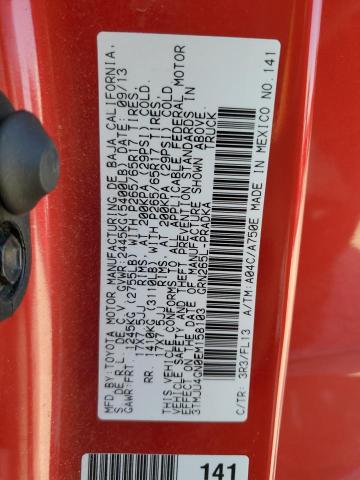 MFD. BY:
TOYOTA MOTOR MANUFACTURING DE BAJA CALIFORNIA,
S. DE R.L. DE C.V. GVWR:2445KG(5400LB) DATE: 09/13
GAWR:FRT. 1245KG (2755LB) WITH P265/65R17 TIRES,
17X7.5JJ RIMS, AT 200KPA (29PSI) COLD.
RR. 1410KG (3110LB) WITH P265/65R17 TIRES,
17X7.5JJ RIMS, AT 200KPA (29PSI) COLD.
THIS VEHICLE CONFORMS TO ALL APPLICABLE FEDERAL MOTOR
VEHICLE SAFETY AND THEFT PREVENTION STANDARDS IN
EFFECT ON THE DATE OF MANUFACTURE SHOWN ABOVE.
3TMJU4GN0EM158103 TRUCK
GRN265L-PRADKA
C/TR: 3R3/FL13 A/TM:A04C/A750E MADE IN MEXICO NO.141
141